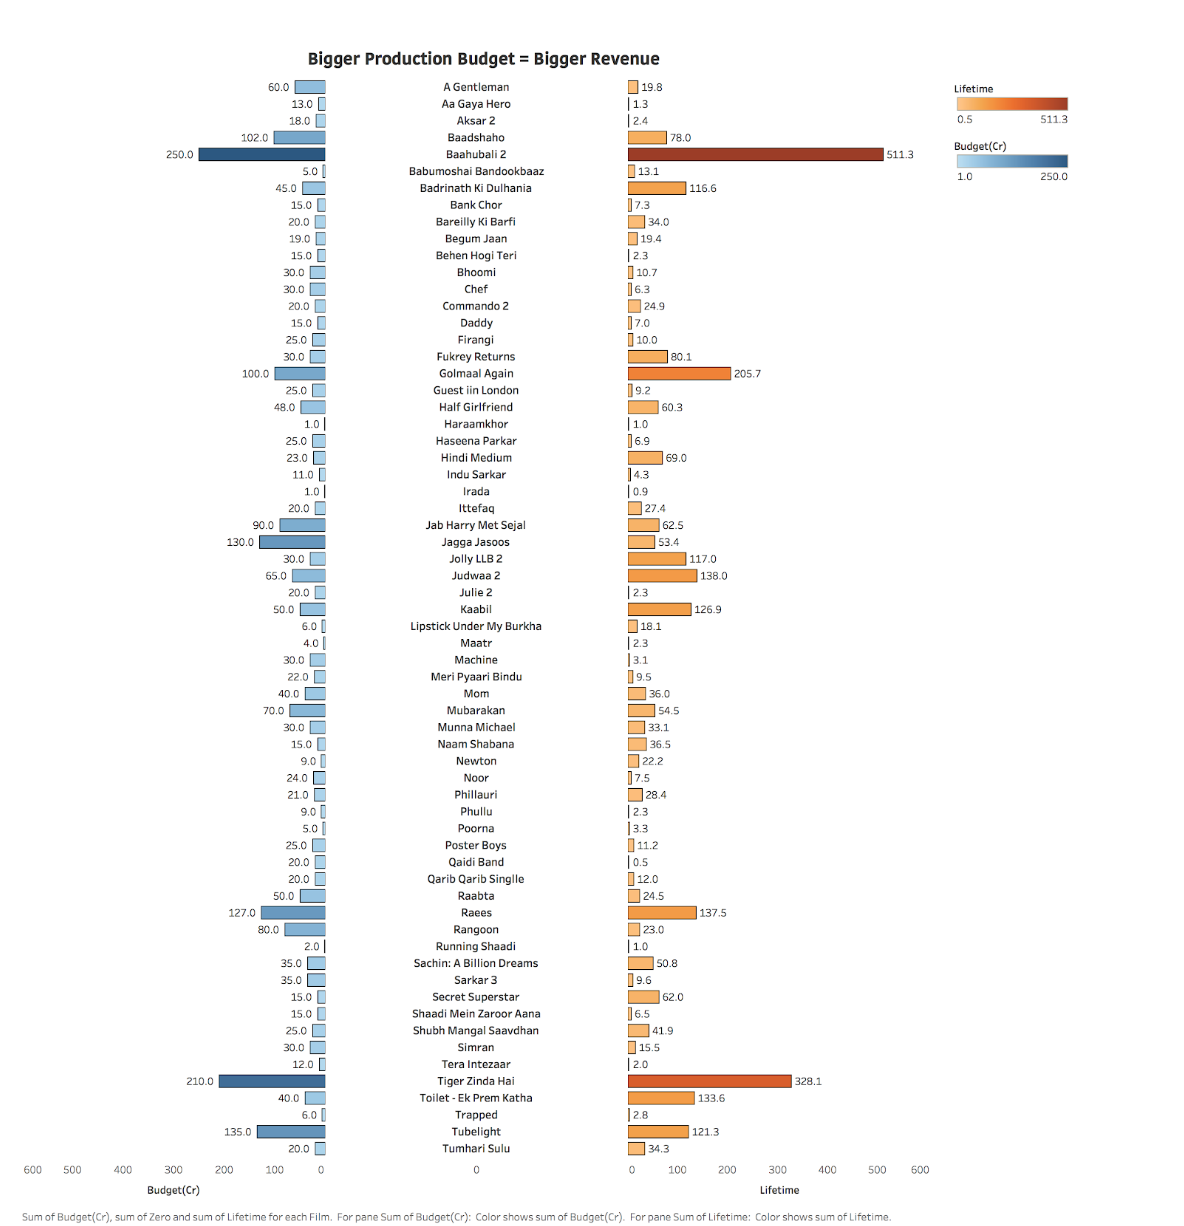 Bigger Production Budget = Bigger Revenue
60.0 A Gentleman 19.8
13.0 Aa Gaya Hero 1.3
18.0 Aksar 2 2.4
102.0 Baadshaho 78.0
250.0 Baahubali 2 511.3
5.0 Babumoshai Bandookbaaz 13.1
45.0 Badrinath Ki Dulhania 116.6
15.0 Bank Chor 7.3
20.0 Bareilly Ki Barfi 34.0
19.0 Begum Jaan 19.4
15.0 Behen Hogi Teri 2.3
30.0 Bhoomi 10.7
30.0 Chef 6.3
20.0 Commando 2 24.9
15.0 Daddy 7.0
25.0 Firangi 10.0
30.0 Fukrey Returns 80.1
100.0 Golmaal Again 205.7
25.0 Guest iin London 9.2
48.0 Half Girlfriend 60.3
1.0 Haraamkhor 1.0
25.0 Haseena Parkar 6.9
23.0 Hindi Medium 69.0
11.0 Indu Sarkar 4.3
1.0 Irada 0.9
20.0 Ittefaq 27.4
90.0 Jab Harry Met Sejal 62.5
130.0 Jagga Jasoos 53.4
30.0 Jolly LLB 2 117.0
65.0 Judwaa 2 138.0
20.0 Julie 2 2.3
50.0 Kaabil 126.9
6.0 Lipstick Under My Burkha 18.1
4.0 Maatr 2.3
30.0 Machine 3.1
22.0 Meri Pyaari Bindu 9.5
40.0 Mom 36.0
70.0 Mubarakan 54.5
30.0 Munna Michael 33.1
15.0 Naam Shabana 36.5
9.0 Newton 22.2
24.0 Noor 7.5
21.0 Phillauri 28.4
9.0 Phullu 2.3
5.0 Poorna 3.3
25.0 Poster Boys 11.2
20.0 Qaidi Band 0.5
20.0 Qarib Qarib Singlle 12.0
50.0 Raabta 24.5
127.0 Raees 137.5
80.0 Rangoon 23.0
2.0 Running Shaadi 1.0
35.0 Sachin: A Billion Dreams 50.8
35.0 Sarkar 3 9.6
15.0 Secret Superstar 62.0
15.0 Shaadi Mein Zaroor Aana 6.5
25.0 Shubh Mangal Saavdhan 41.9
30.0 Simran 15.5
12.0 Tera Intezaar 2.0
210.0 Tiger Zinda Hai 328.1
40.0 Toilet - Ek Prem Katha 133.6
6.0 Trapped 2.8
135.0 Tubelight 121.3
20.0 Tumhari Sulu 34.3
600 500 400 300 200 100 0 0 0 100 200 300 400 500 600
Budget(Cr) Lifetime
Lifetime
0.5 511.3
Budget(Cr)
1.0 250.0
Sum of Budget(Cr), sum of Zero and sum of Lifetime for each Film. For pane Sum of Budget(Cr): Color shows sum of Budget(Cr). For pane Sum of Lifetime: Color shows sum of Lifetime.